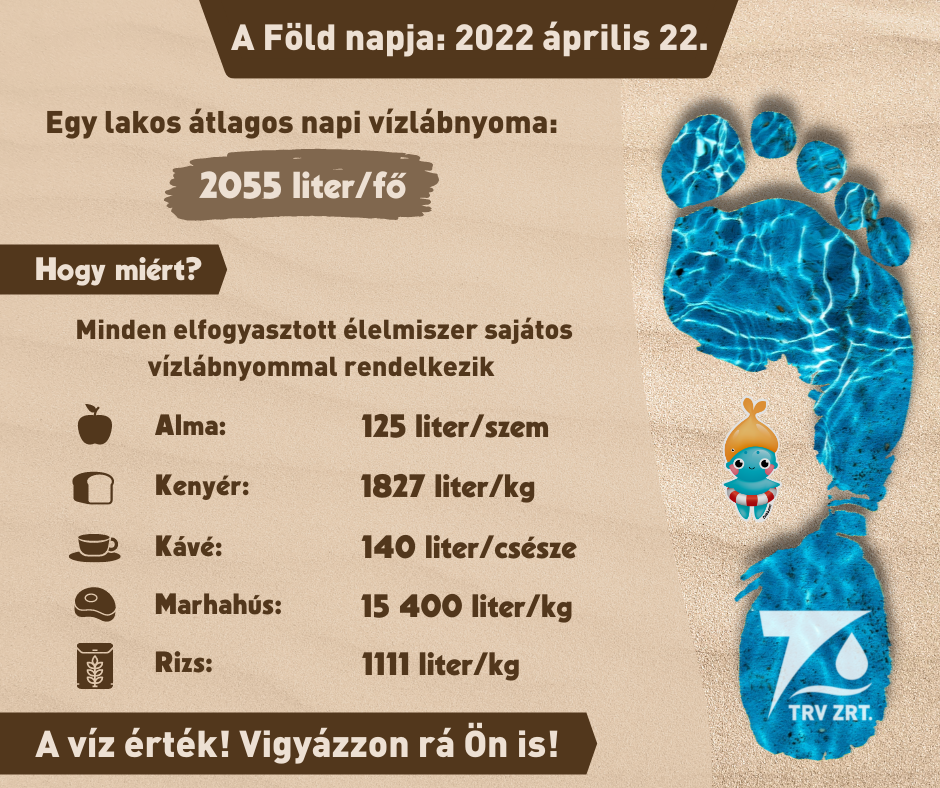 A Föld napja: 2022 április 22.
Egy lakos átlagos napi vízlábnyoma:
2055 liter/fő
Hogy miért?
Minden elfogyasztott élelmiszer sajátos
vízlábnyommal rendelkezik
Alma: 125 liter/szem
Kenyér: 1827 liter/kg
Kávé: 140 liter/csésze
Marhahús: 15 400 liter/kg
Rizs: 1111 liter/kg
TRV ZRT.
A víz érték! Vigyázzon rá Ön is!